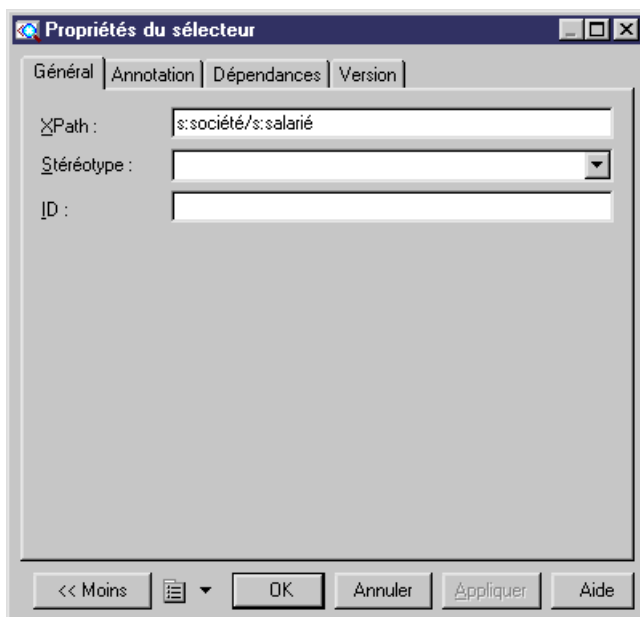 Propriétés du sélecteur
Général Annotation Dépendances Version
XPath : s:société/s:salarié
Stéréotype :
ID :
<< Moins OK Annuler Appliquer Aide